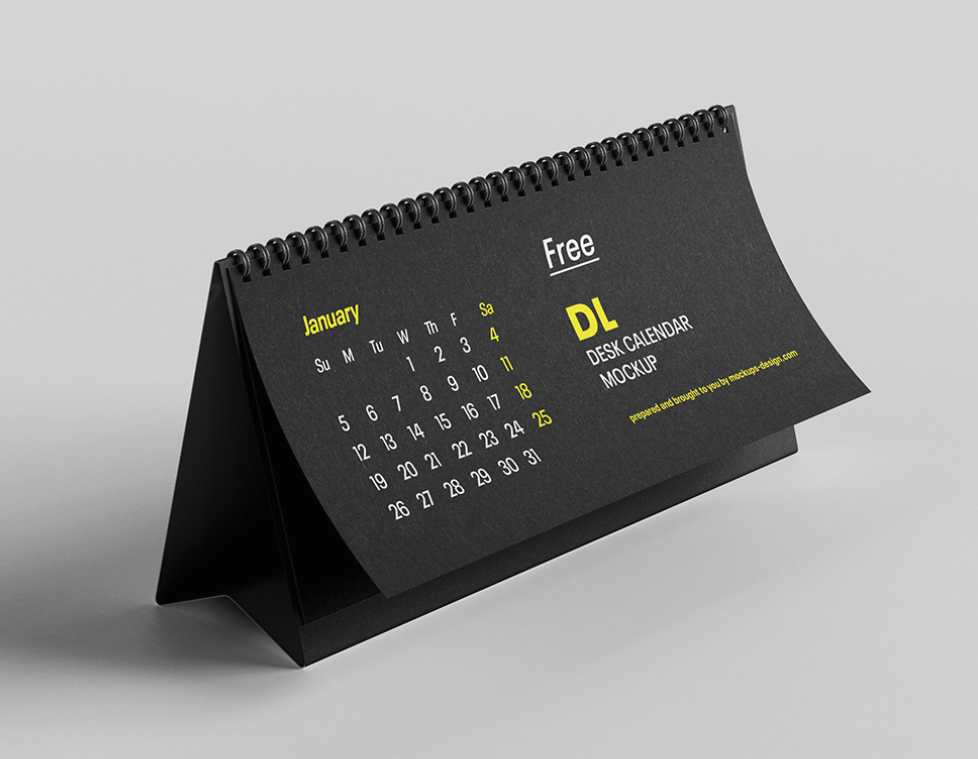 January
Su M Tu W Th F Sa
1 2 3 4
5 6 7 8 9 10 11
12 13 14 15 16 17 18
19 20 21 22 23 24 25
26 27 28 29 30 31
Free
DL
DESK CALENDAR
MOCKUP
prepared and brought to you by mockups-design.com